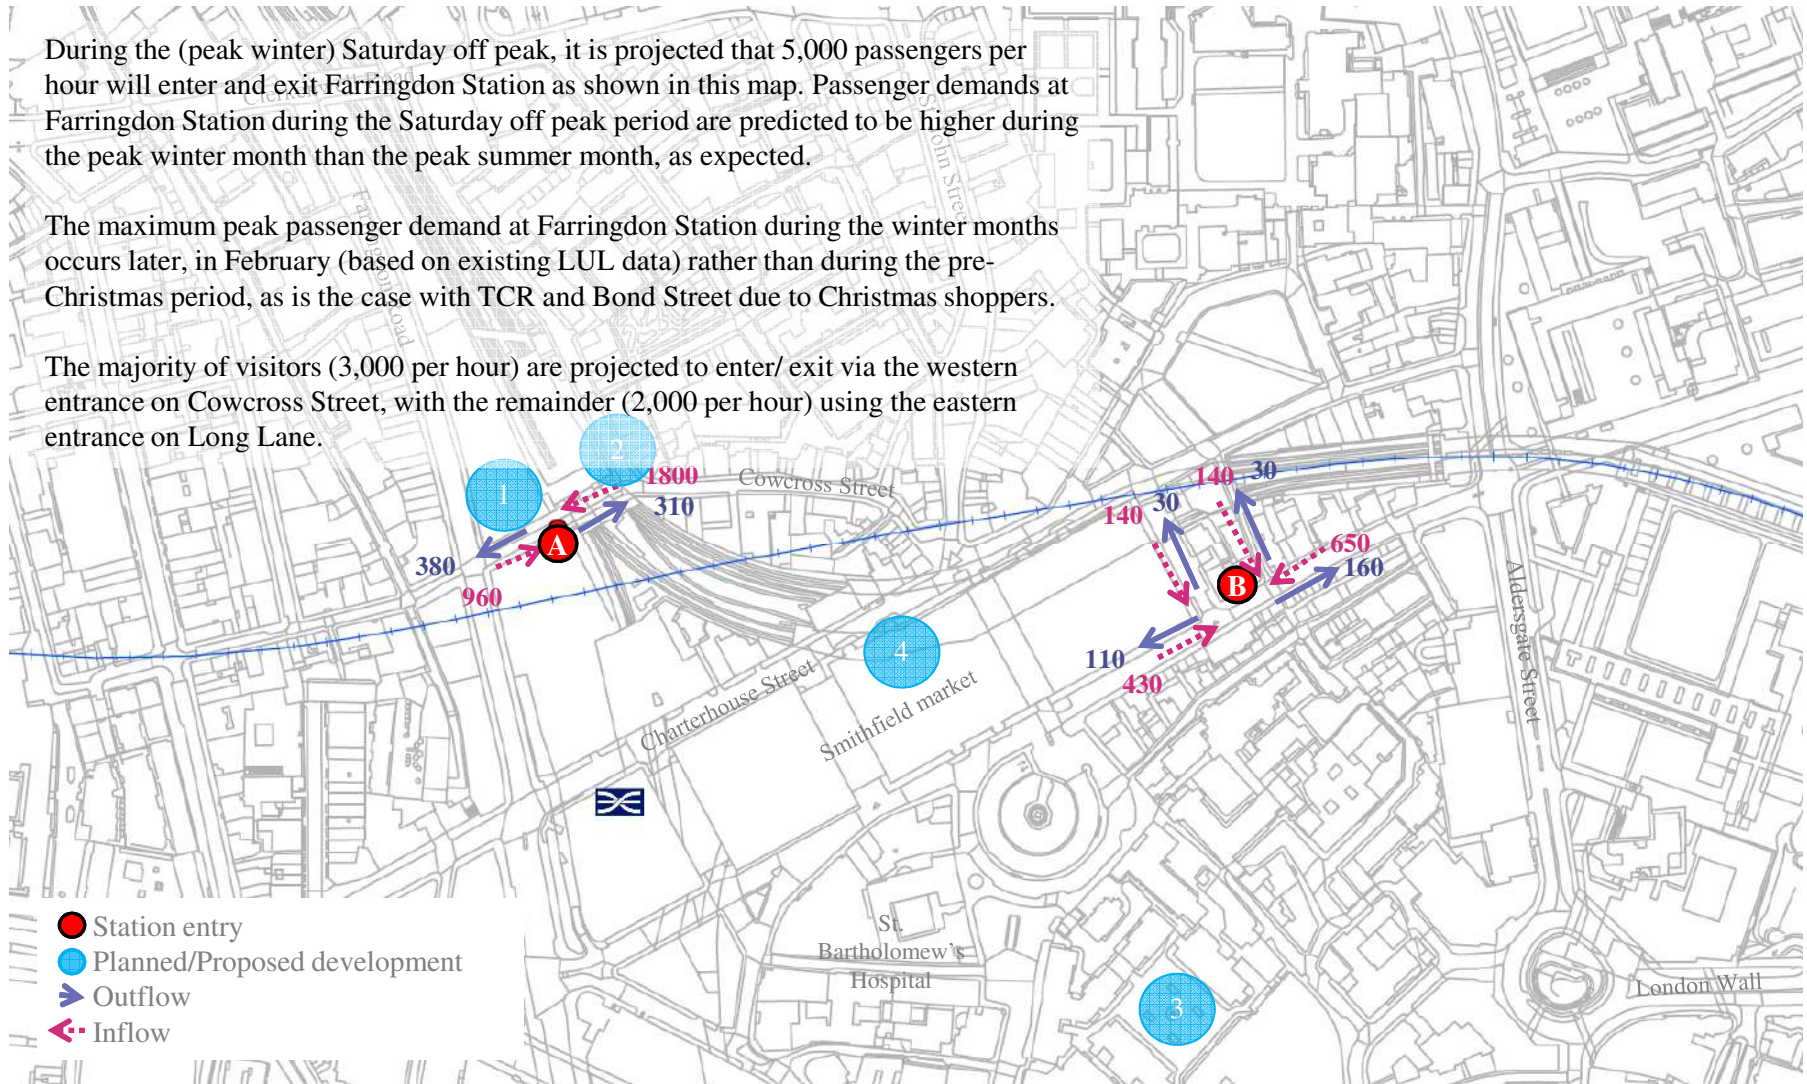 During the (peak winter) Saturday off peak, it is projected that 5,000 passengers per
hour will enter and exit Farringdon Station as shown in this map. Passenger demands at
Farringdon Station during the Saturday off peak period are predicted to be higher during
the peak winter month than the peak summer month, as expected.
The maximum peak passenger demand at Farringdon Station during the winter months
occurs later, in February (based on existing LUL data) rather than during the pre-
Christmas period, as is the case with TCR and Bond Street due to Christmas shoppers.
The majority of visitors (3,000 per hour) are projected to enter/ exit via the western
entrance on Cowcross Street, with the remainder (2,000 per hour) using the eastern
entrance on Long Lane.
Farringdon Road
St John Street
2
1
1800
310
Cowcross Street
A
380
960
140
30
140
30
650
160
B
110
430
Aldersgate Street
4
Charterhouse Street
Smithfield market
St.
Bartholomew's
Hospital
3
London Wall
Station entry
Planned/Proposed development
Outflow
Inflow